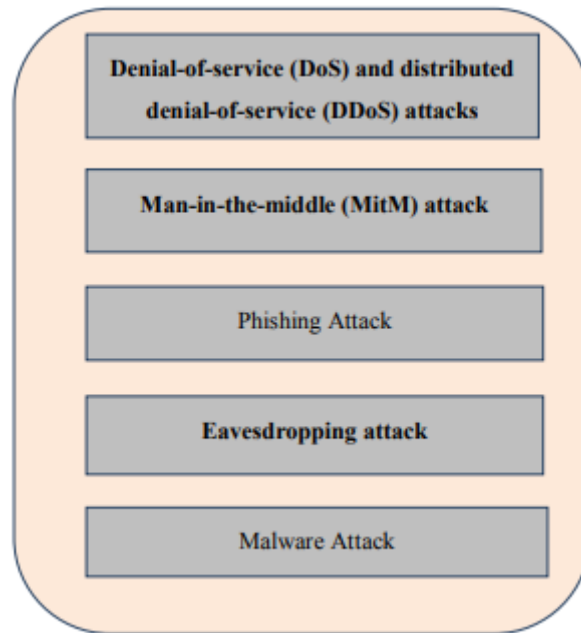 Denial-of-service (DoS) and distributed
denial-of-service (DDoS) attacks
Man-in-the-middle (MitM) attack
Phishing Attack
Eavesdropping attack
Malware Attack